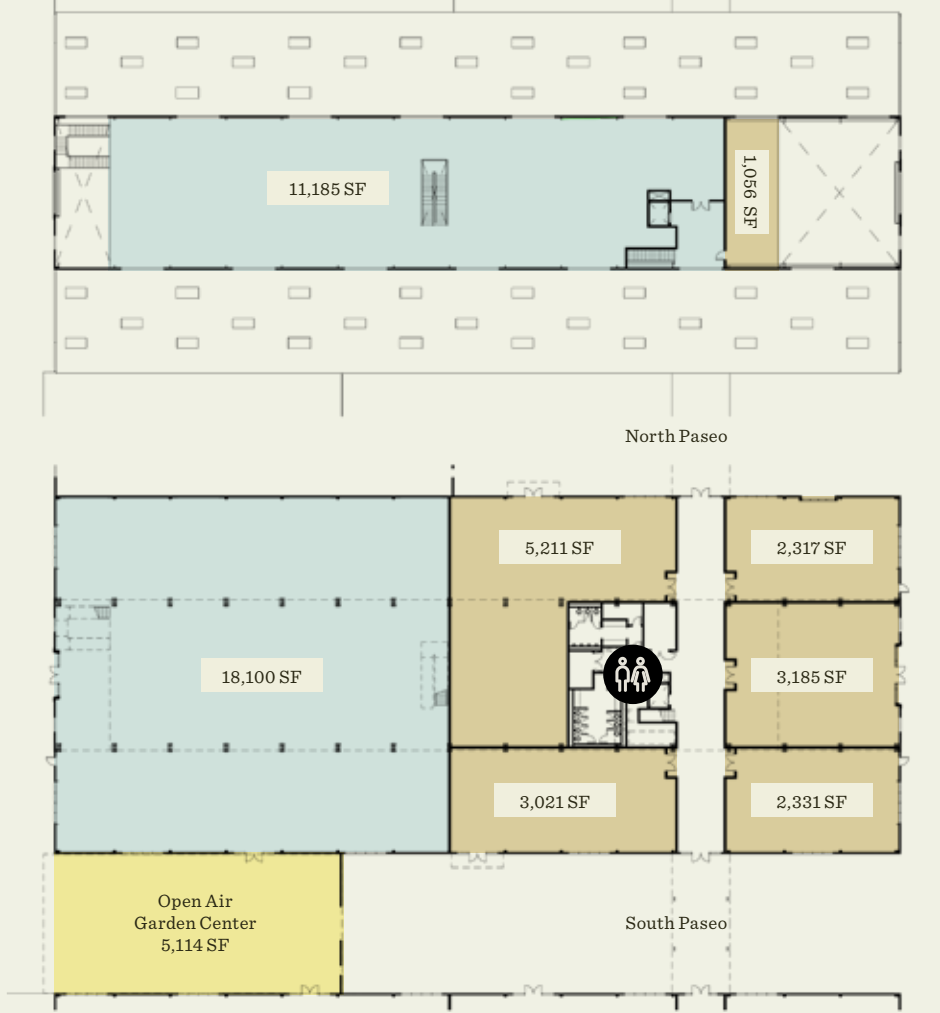 11,185 SF
1,056 SF
North Paseo
5,211 SF
2,317 SF
18,100 SF
3,185 SF
3,021 SF
2,331 SF
Open Air
Garden Center
5,114 SF
South Paseo